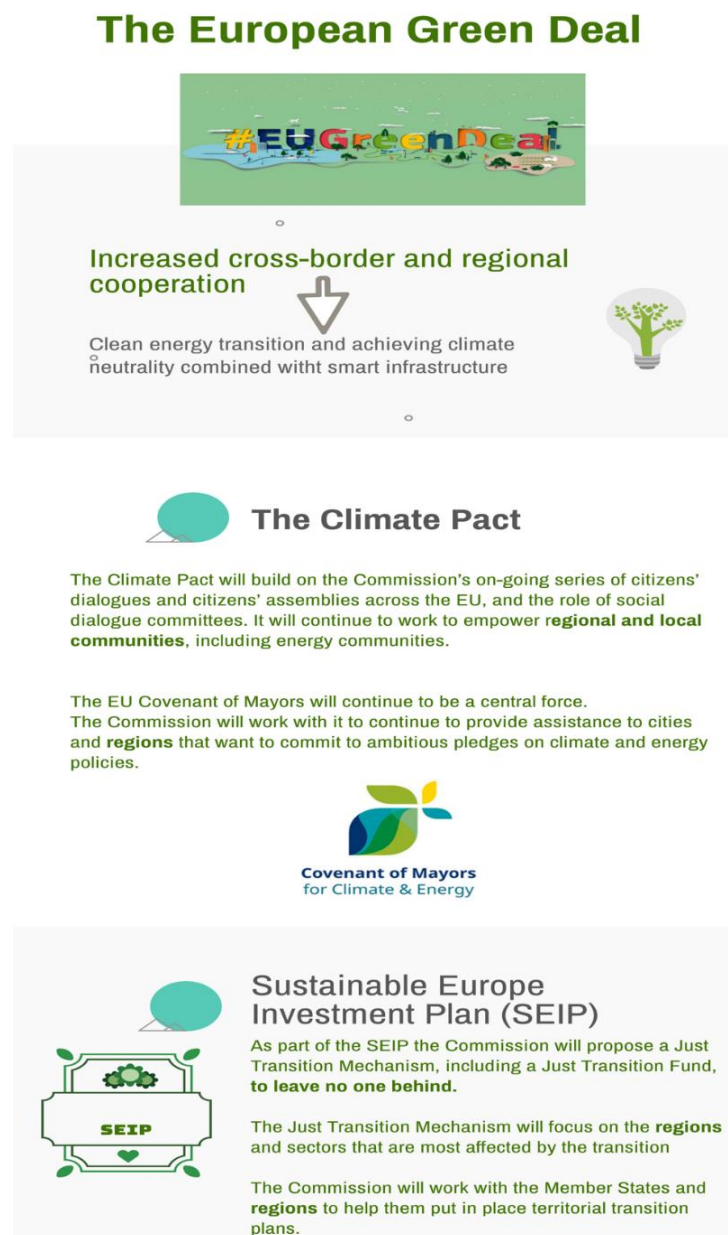 The European Green Deal
#EUGreenDeal
Increased cross-border and regional
cooperation
Clean energy transition and achieving climate
neutrality combined witht smart infrastructure
The Climate Pact
The Climate Pact will build on the Commission's on-going series of citizens'
dialogues and citizens' assemblies across the EU, and the role of social
dialogue committees. It will continue to work to empower regional and local
communities, including energy communities.
The EU Covenant of Mayors will continue to be a central force.
The Commission will work with it to continue to provide assistance to cities
and regions that want to commit to ambitious pledges on climate and energy
policies.
Covenant of Mayors
for Climate & Energy
Sustainable Europe
Investment Plan (SEIP)
As part of the SEIP the Commission will propose a Just
Transition Mechanism, including a Just Transition Fund,
to leave no one behind.
SEIP
The Just Transition Mechanism will focus on the regions
and sectors that are most affected by the transition
The Commission will work with the Member States and
regions to help them put in place territorial transition
plans.